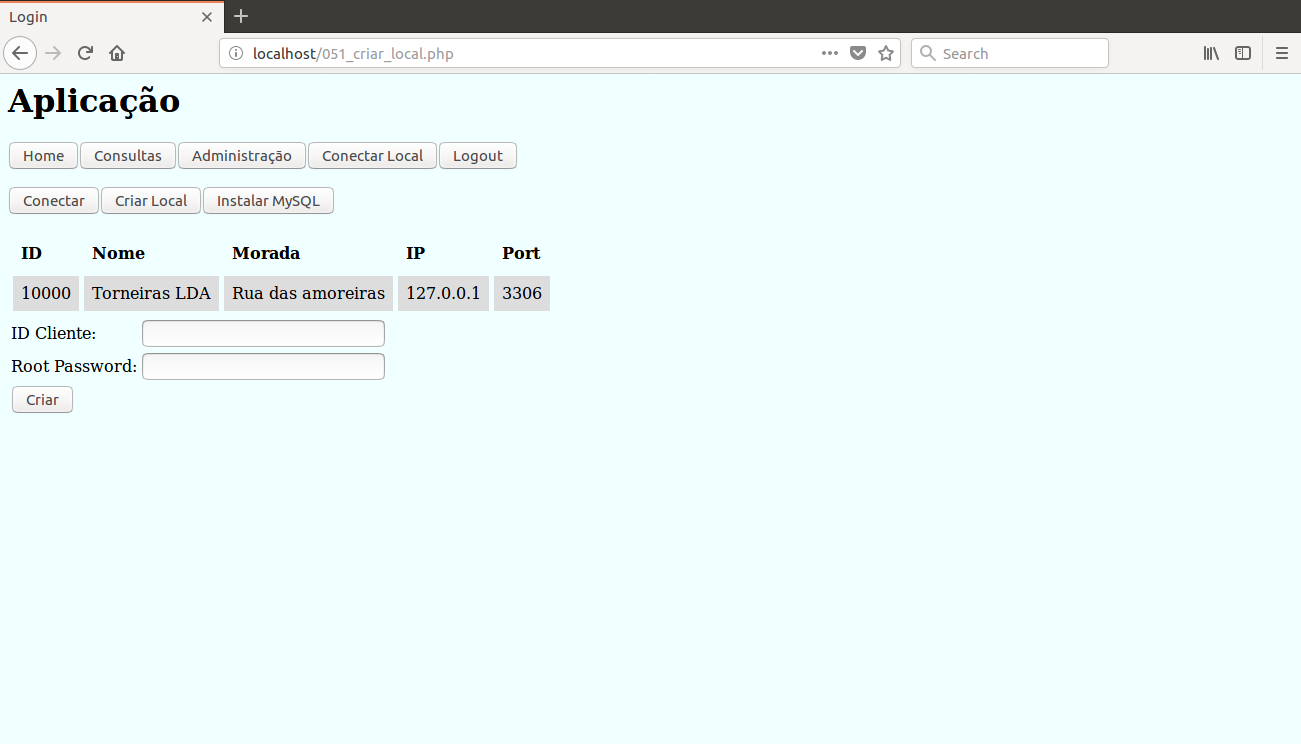 Login
localhost/051_criar_local.php
Search
Aplicação
Home Consultas Administração Conectar Local Logout
Conectar Criar Local Instalar MySQL
ID Nome Morada IP Port
10000 Torneiras LDA Rua das amoreiras 127.0.0.1 3306
ID Cliente:
Root Password:
Criar